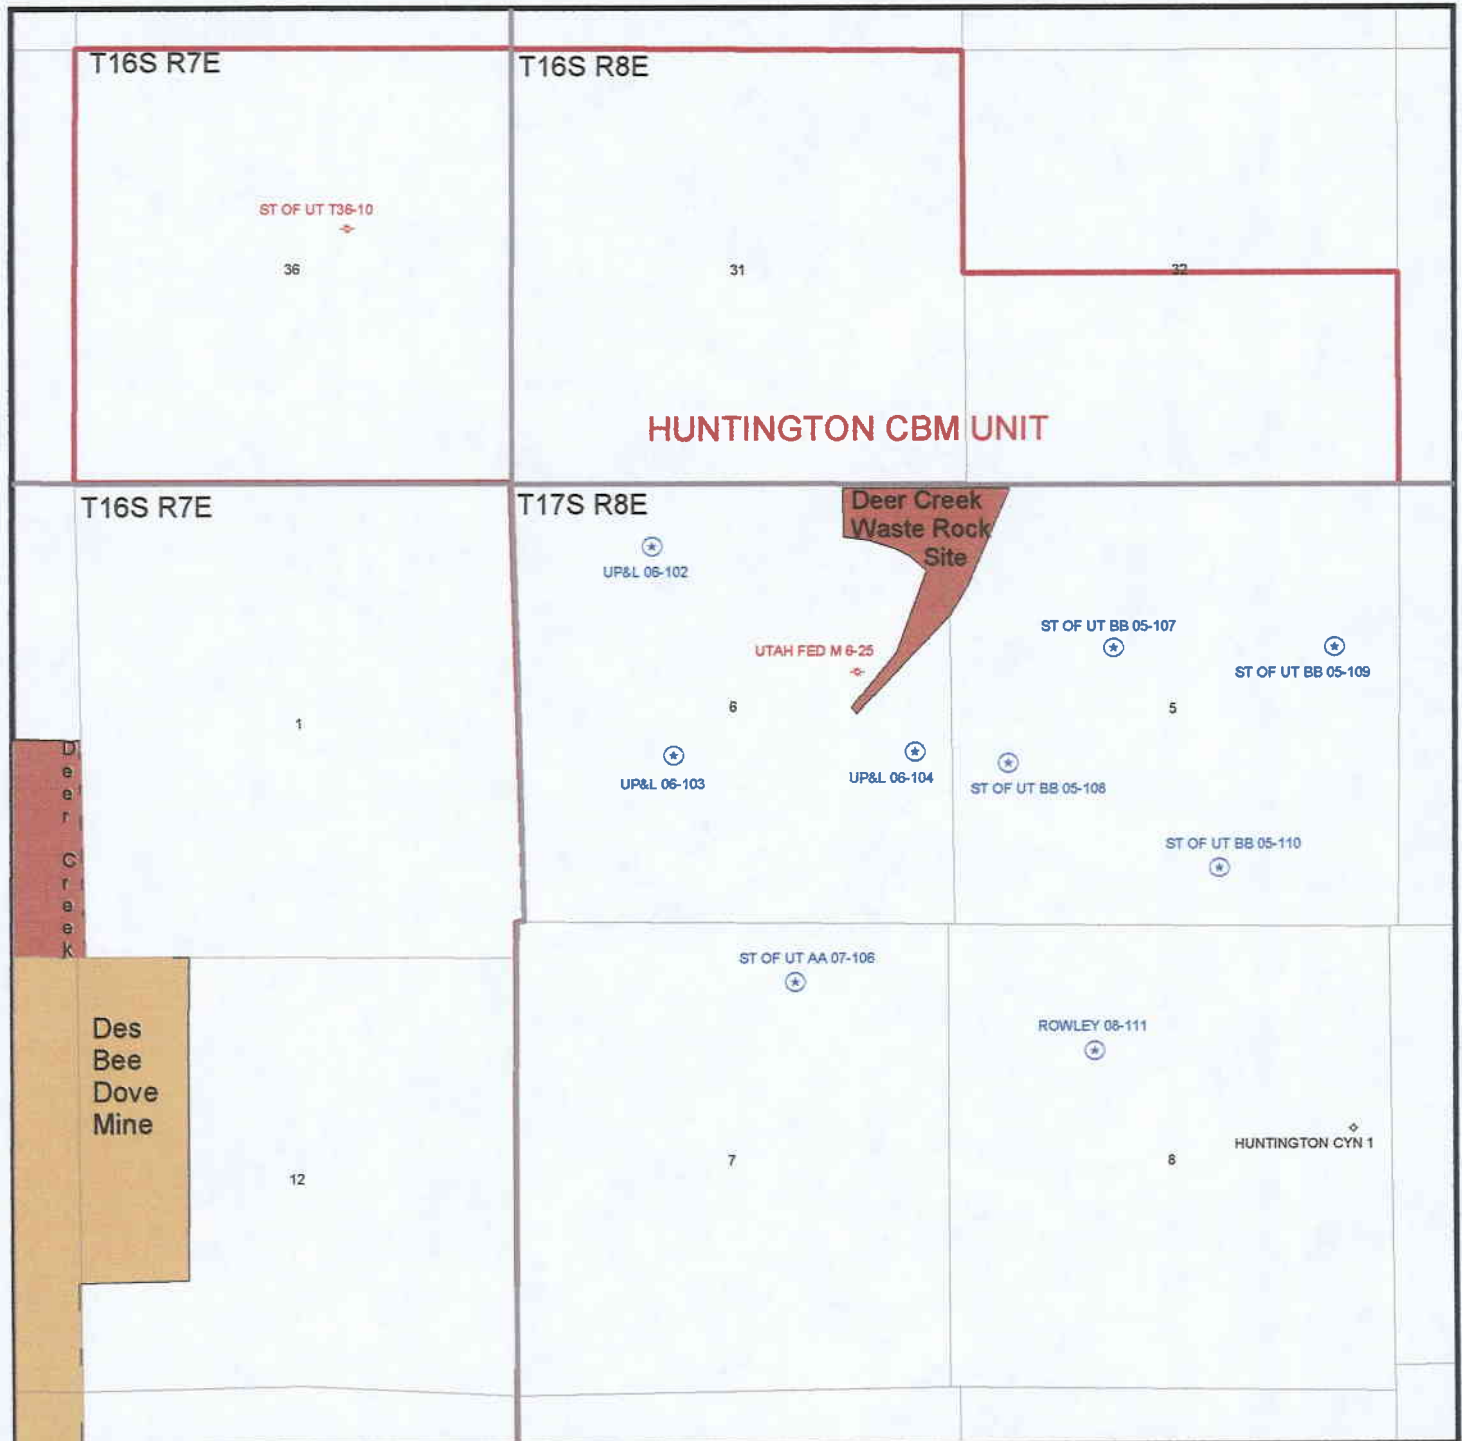 T16S R7E
T16S R8E
ST OF UT T36-10
36
31
32
HUNTINGTON CBM UNIT
T16S R7E
T17S R8E
Deer Creek
Waste Rock
Site
UP&L 06-102
ST OF UT BB 05-107
UTAH FED M 6-25
ST OF UT BB 05-109
1
6
5
UP&L 06-103
UP&L 06-104
ST OF UT BB 05-108
ST OF UT BB 05-110
Deer Creek
ST OF UT AA 07-106
Des
Bee
Dove
Mine
ROWLEY 08-111
HUNTINGTON CYN 1
12
7
8